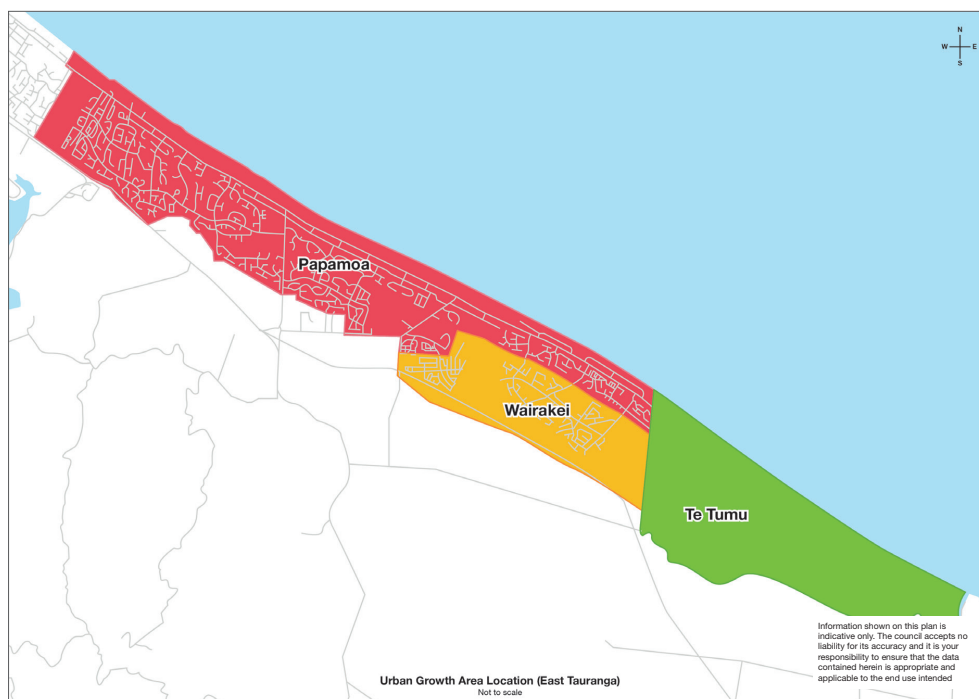 N
W E
S
Papamoa
Wairakei
Te Tumu
Information shown on this plan is
indicative only. The council accepts no
liability for its accuracy and it is your
responsibility to ensure that the data
contained herein is appropriate and
applicable to the end use intended
Urban Growth Area Location (East Tauranga)
Not to scale